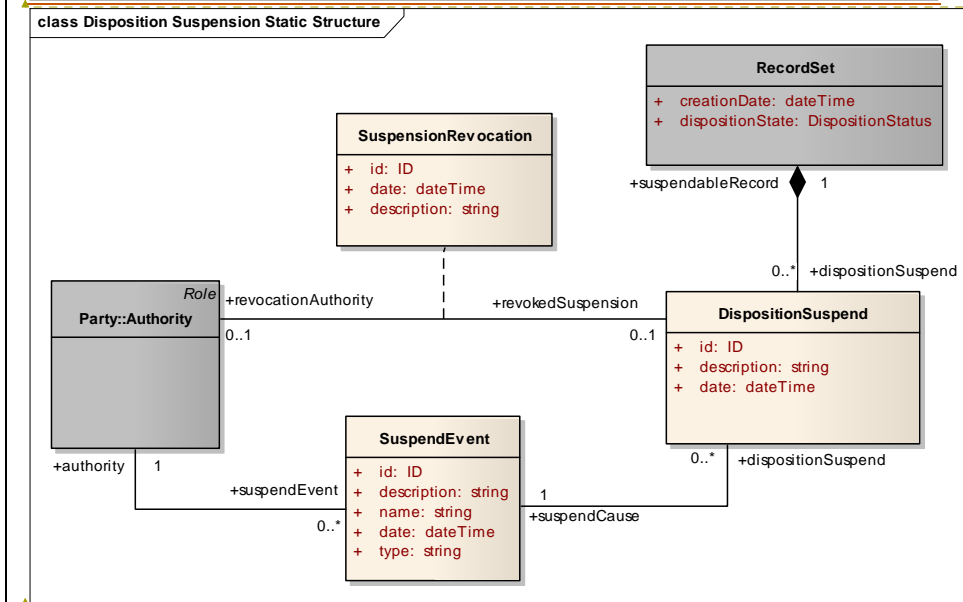 class Disposition Suspension Static Structure
RecordSet
+ creationDate: dateTime
+ dispositionState: DispositionStatus
SuspensionRevocation
+ id: ID
+ date: dateTime
+ description: string
+suspendableRecord 1
0..* +dispositionSuspend
Role
Party::Authority
+revocationAuthority
0..1
+revokedSuspension
0..1
DispositionSuspend
+ id: ID
+ description: string
+ date: dateTime
+authority 1
+suspendEvent
0..*
SuspendEvent
+ id: ID
+ description: string
+ name: string
+ date: dateTime
+ type: string
0..* +dispositionSuspend
1
+suspendCause